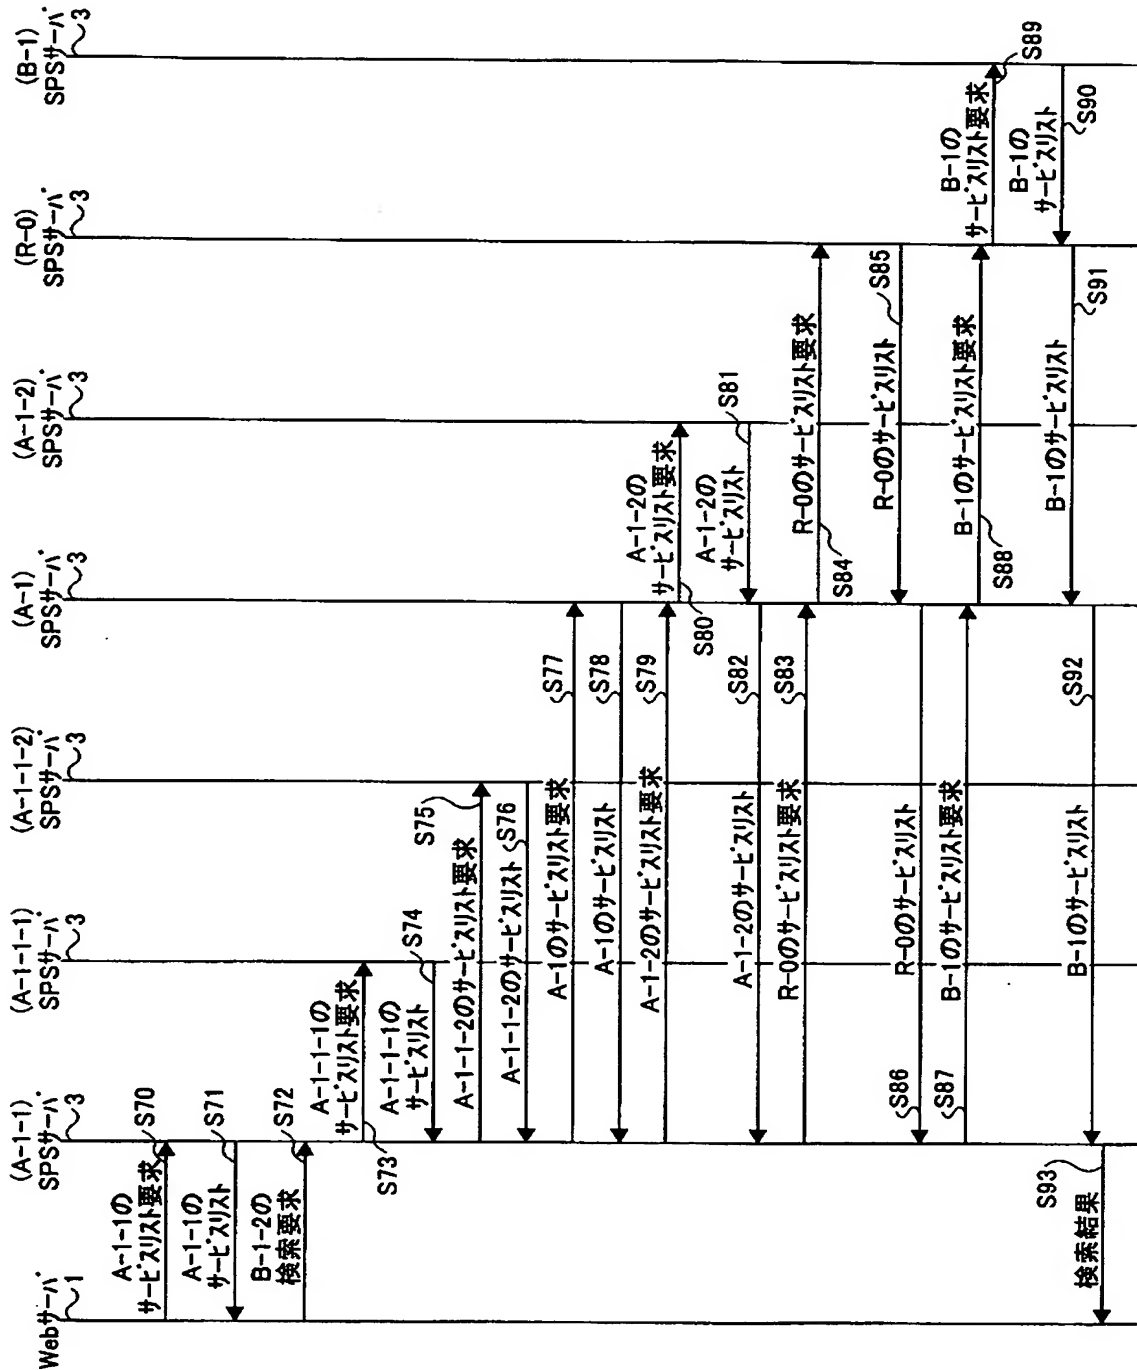 Webサーバ
1
(A-1-1)
SPSサーバ
3
(A-1-1-1)
SPSサーバ
3
(A-1-1-2)
SPSサーバ
3
(A-1)
SPSサーバ
3
(A-1-2)
SPSサーバ
3
(R-0)
SPSサーバ
3
(B-1)
SPSサーバ
3
A-1-1の
サービスリスト要求
S70
A-1-1の
サービスリスト
S71
B-1-2の
検索要求
S72
A-1-1-1の
サービスリスト要求
S73
A-1-1-1の
サービスリスト
S74
A-1-1-2のサービスリスト要求
S75
A-1-1-2のサービスリスト
S76
A-1のサービスリスト要求
S77
A-1のサービスリスト
S78
A-1-2のサービスリスト要求
S79
A-1-2の
サービスリスト要求
S80
A-1-2の
サービスリスト
S81
A-1-2のサービスリスト
S82
R-0のサービスリスト要求
S83
R-0のサービスリスト要求
S84
R-0のサービスリスト
S85
R-0のサービスリスト
S86
B-1のサービスリスト要求
S87
B-1のサービスリスト要求
S88
B-1の
サービスリスト要求
S89
B-1の
サービスリスト
S90
B-1のサービスリスト
S91
B-1のサービスリスト
S92
検索結果
S93